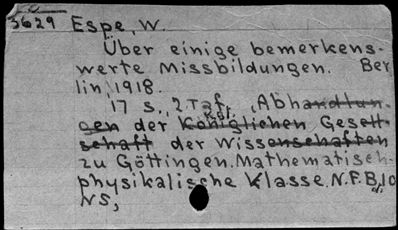 3629 Espe, W.
Über einige bemerkens-
werte Missbildungen. Ber
lin, 1918.
17 s., 2 Taf. Abhandlun-
gen der Königlichen Gesell-
schaft der Wissenschaften
zu Göttingen. Mathematisch-
physikalische Klasse. N.F. Bd. 10
NS,